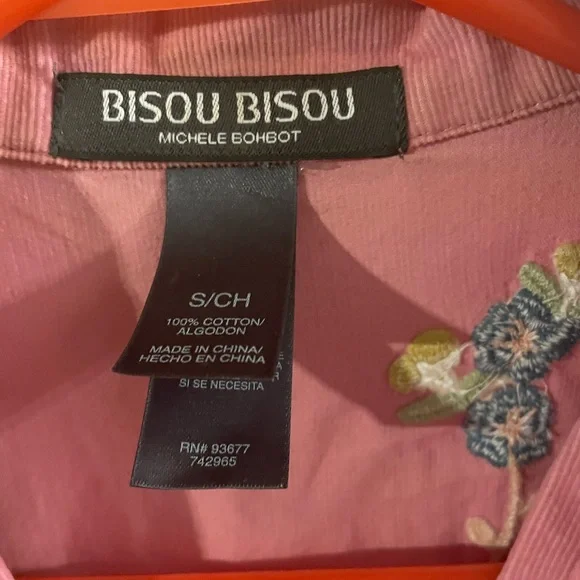 BISOU BISOU
MICHELE BOHBOT
S/CH
100% COTTON/
ALGODON
MADE IN CHINA/
HECHO EN CHINA
SI SE NECESITA
RN# 93677
742965